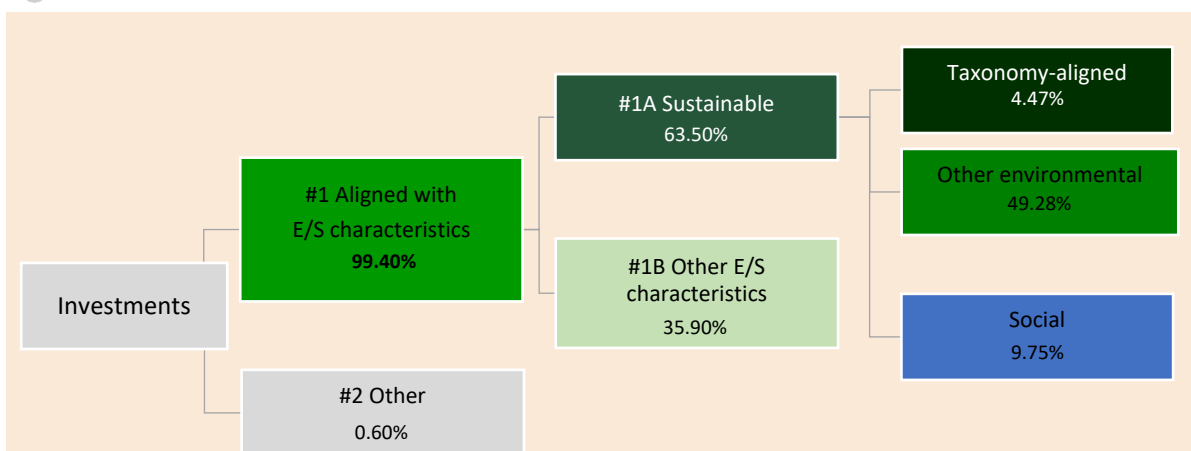 Investments
#1 Aligned with
E/S characteristics
99.40%
#2 Other
0.60%
#1A Sustainable
63.50%
#1B Other E/S
characteristics
35.90%
Taxonomy-aligned
4.47%
Other environmental
49.28%
Social
9.75%